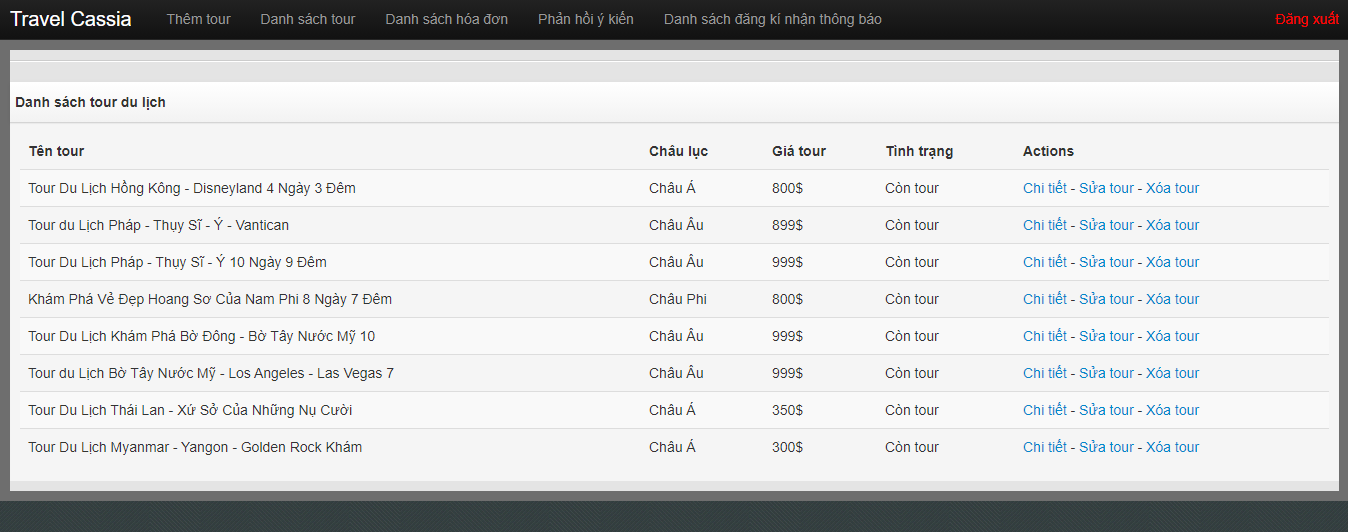 Travel Cassia Thêm tour Danh sách tour Danh sách hóa đơn Phản hồi ý kiến Danh sách đăng kí nhận thông báo Đăng xuất
Danh sách tour du lịch
Tên tour Châu lục Giá tour Tình trạng Actions
Tour Du Lịch Hồng Kông - Disneyland 4 Ngày 3 Đêm Châu Á 800$ Còn tour Chi tiết - Sửa tour - Xóa tour
Tour du Lịch Pháp - Thụy Sĩ - Ý - Vantican Châu Âu 899$ Còn tour Chi tiết - Sửa tour - Xóa tour
Tour Du Lịch Pháp - Thụy Sĩ - Ý 10 Ngày 9 Đêm Châu Âu 999$ Còn tour Chi tiết - Sửa tour - Xóa tour
Khám Phá Vẻ Đẹp Hoang Sơ Của Nam Phi 8 Ngày 7 Đêm Châu Phi 800$ Còn tour Chi tiết - Sửa tour - Xóa tour
Tour Du Lịch Khám Phá Bờ Đông - Bờ Tây Nước Mỹ 10 Châu Âu 999$ Còn tour Chi tiết - Sửa tour - Xóa tour
Tour du Lịch Bờ Tây Nước Mỹ - Los Angeles - Las Vegas 7 Châu Âu 999$ Còn tour Chi tiết - Sửa tour - Xóa tour
Tour Du Lịch Thái Lan - Xứ Sở Của Những Nụ Cười Châu Á 350$ Còn tour Chi tiết - Sửa tour - Xóa tour
Tour Du Lịch Myanmar - Yangon - Golden Rock Khám Châu Á 300$ Còn tour Chi tiết - Sửa tour - Xóa tour